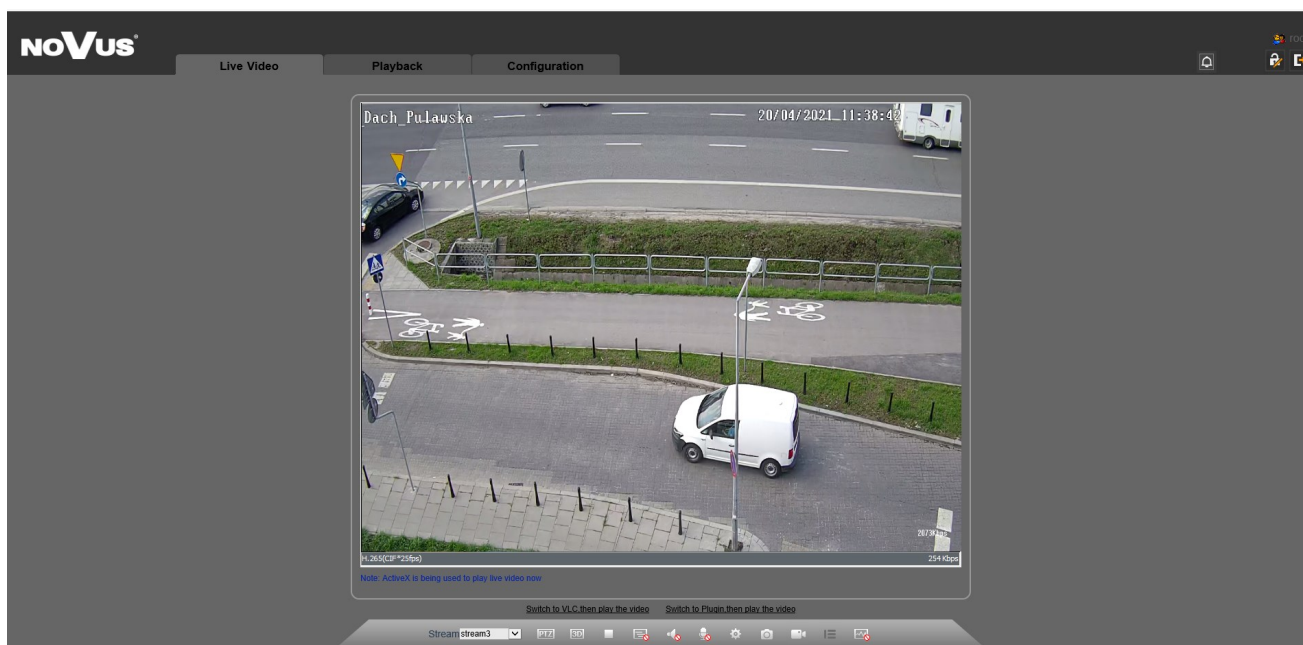 NOVUS
Live Video
Playback
Configuration
Dach_Pulawska
20/04/2021_11:38:42
H.265(CIF*25fps)
254 Kbps
Note: ActiveX is being used to play live video now
Switch to VLC,then play the video
Switch to Plugin,then play the video
Stream
stream3
PTZ
3D